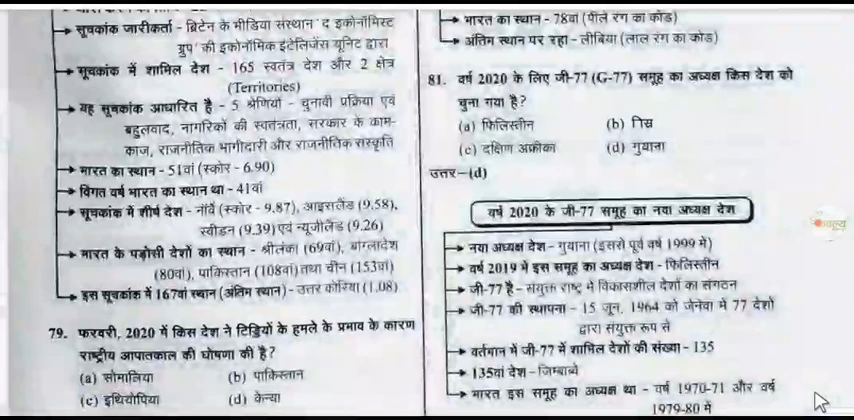 सूचकांक जारीकर्ता - ब्रिटेन के मीडिया संस्थान 'द इकोनॉमिस्ट
ग्रुप' की इकोनॉमिक इंटेलिजेंस यूनिट द्वारा
सूचकांक में शामिल देश - 165 स्वतंत्र देश और 2 क्षेत्र
(Territories)
यह सूचकांक आधारित है - 5 श्रेणियां - चुनावी प्रक्रिया एवं
बहुलवाद, नागरिकों की स्वतंत्रता, सरकार के काम-
काज, राजनीतिक भागीदारी और राजनीतिक संस्कृति
भारत का स्थान - 51वां (स्कोर - 6.90)
विगत वर्ष भारत का स्थान था - 41वां
सूचकांक में शीर्ष देश - नॉर्वे (स्कोर - 9.87), आइसलैंड (9.58),
स्वीडन (9.39) एवं न्यूजीलैंड (9.26)
भारत के पड़ोसी देशों का स्थान - श्रीलंका (69वां), बांग्लादेश
(80वां), पाकिस्तान (108वां) तथा चीन (153वां)
इस सूचकांक में 167वां स्थान (अंतिम स्थान) - उत्तर कोरिया (1.08)
79. फरवरी, 2020 में किस देश ने टिड्डियों के हमले के प्रभाव के कारण
राष्ट्रीय आपातकाल की घोषणा की है?
(a) सोमालिया (b) पाकिस्तान
(c) इथियोपिया (d) केन्या
भारत का स्थान - 78वां (पीले रंग का कोड)
अंतिम स्थान पर रहा - लीबिया (लाल रंग का कोड)
81. वर्ष 2020 के लिए जी-77 (G-77) समूह का अध्यक्ष किस देश को
चुना गया है?
(a) फिलिस्तीन (b) मिस्र
(c) दक्षिण अफ्रीका (d) गुयाना
उत्तर-(d)
वर्ष 2020 के जी-77 समूह का नया अध्यक्ष देश
नया अध्यक्ष देश - गुयाना (इससे पूर्व वर्ष 1999 में)
वर्ष 2019 में इस समूह का अध्यक्ष देश - फिलिस्तीन
जी-77 है - संयुक्त राष्ट्र में विकासशील देशों का संगठन
जी-77 की स्थापना - 15 जून, 1964 को जेनेवा में 77 देशों
द्वारा संयुक्त रूप से
वर्तमान में जी-77 में शामिल देशों की संख्या - 135
135वां देश - जिम्बाब्वे
भारत इस समूह का अध्यक्ष था - वर्ष 1970-71 और वर्ष
1979-80 में